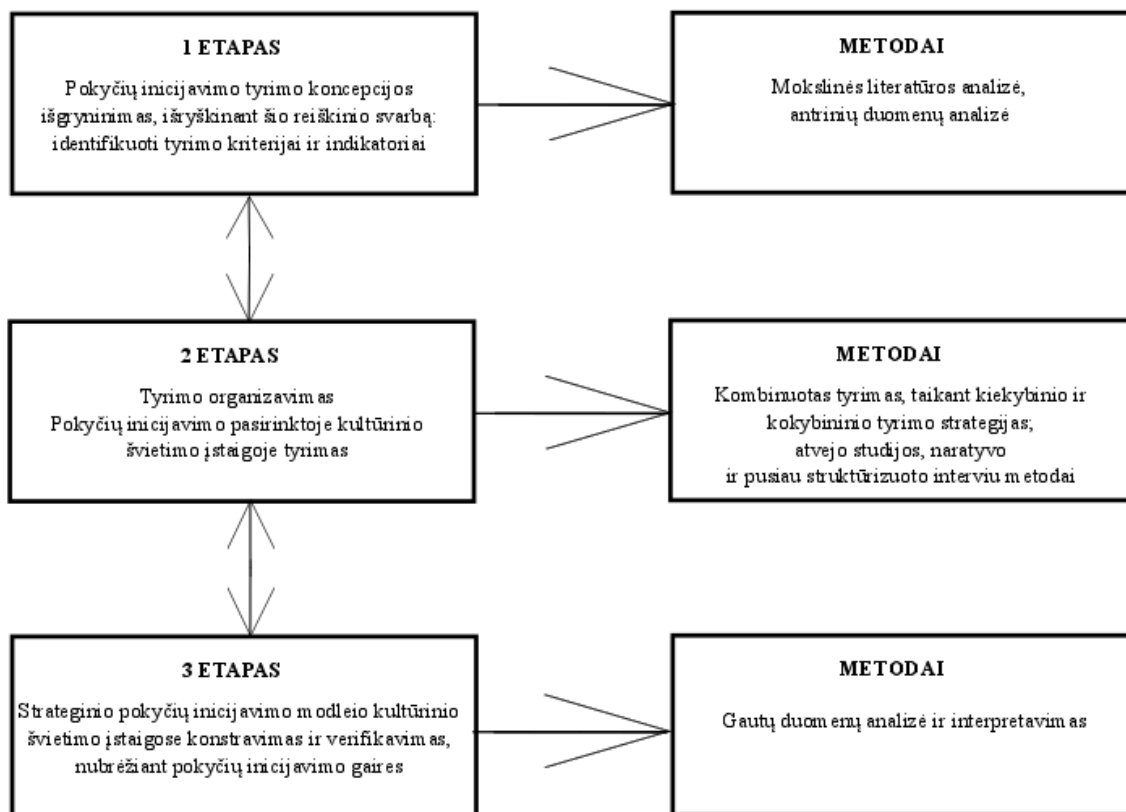 1 ETAPAS
Pokyčių inicijavimo tyrimo koncepcijos
išgryninimas, išryškinant šio reiškinio svarbą:
identifikuoti tyrimo kriterijai ir indikatoriai
METODAI
Mokslinės literatūros analizė,
antrinių duomenų analizė
2 ETAPAS
Tyrimo organizavimas
Pokyčių inicijavimo pasirinktoje kultūrinio
švietimo įstaigoje tyrimas
METODAI
Kombinuotas tyrimas, taikant kiekybinio ir
kokybininio tyrimo strategijas;
atvejo studijos, naratyvo
ir pusiau struktūrizuoto interviu metodai
3 ETAPAS
Strateginio pokyčių inicijavimo modleio kultūrinio
švietimo įstaigose konstravimas ir verifikavimas,
nubrėžiant pokyčių inicijavimo gaires
METODAI
Gautų duomenų analizė ir interpretavimas